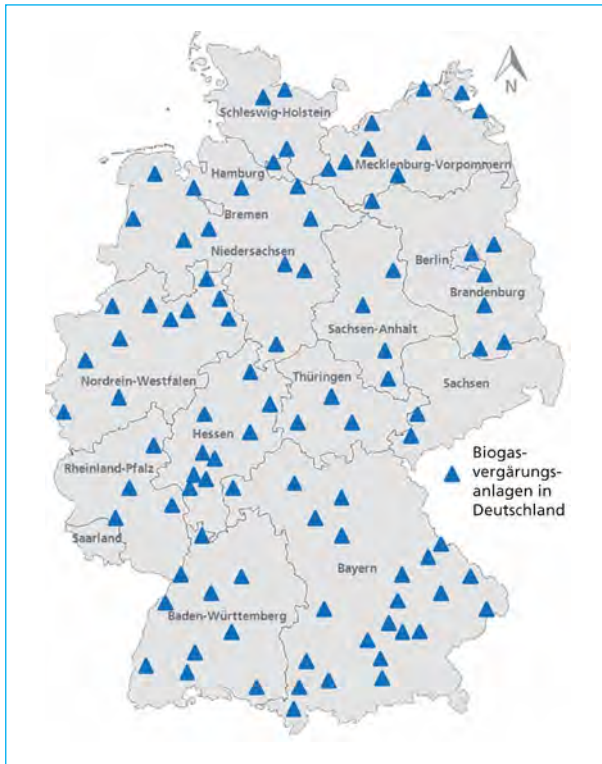 N
Schleswig-Holstein
Mecklenburg-Vorpommern
Hamburg
Bremen
Niedersachsen
Berlin
Brandenburg
Sachsen-Anhalt
Nordrein-Westfalen
Thüringen
Sachsen
Hessen
Rheinland-Pfalz
Biogas-
vergärungs-
anlagen in
Deutschland
Saarland
Bayern
Baden-Württemberg